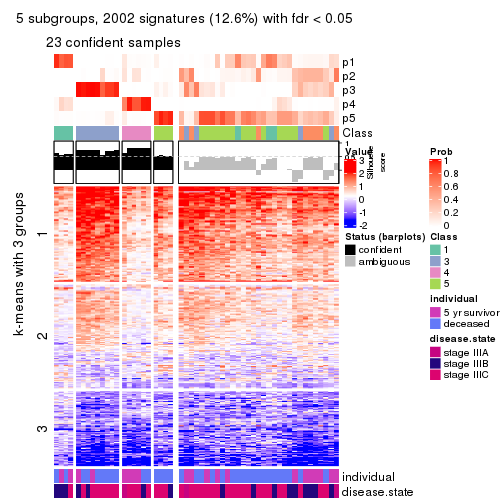 5 subgroups, 2002 signatures (12.6%) with fdr < 0.05
23 confident samples
p1
p2
p3
p4
p5
Class
Silhouette
score
k-means with 3 groups
1
2
3
individual
disease.state
Value
3
2
1
0
-1
-2
Prob
1
0.8
0.6
0.4
0.2
0
Status (barplots)
confident
ambiguous
Class
1
3
4
5
individual
5 yr survivor
deceased
disease.state
stage IIIA
stage IIIB
stage IIIC